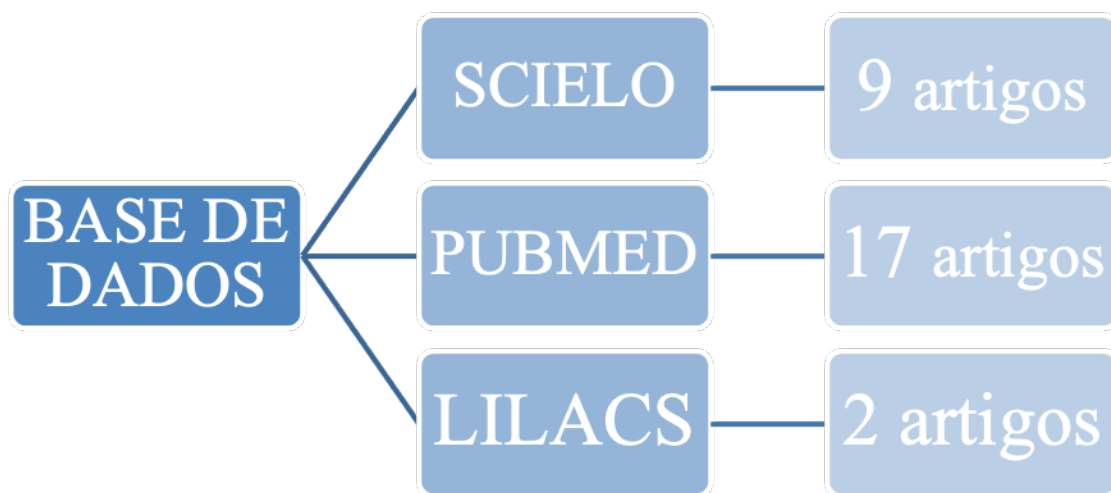 BASE DE
DADOS
SCIELO
9 artigos
PUBMED
17 artigos
LILACS
2 artigos